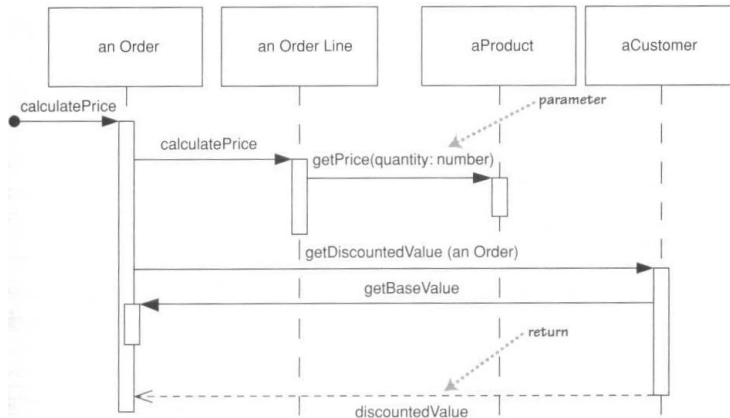 an Order
an Order Line
aProduct
aCustomer
calculatePrice
parameter
calculatePrice
getPrice(quantity: number)
getDiscountedValue (an Order)
getBaseValue
return
discountedValue